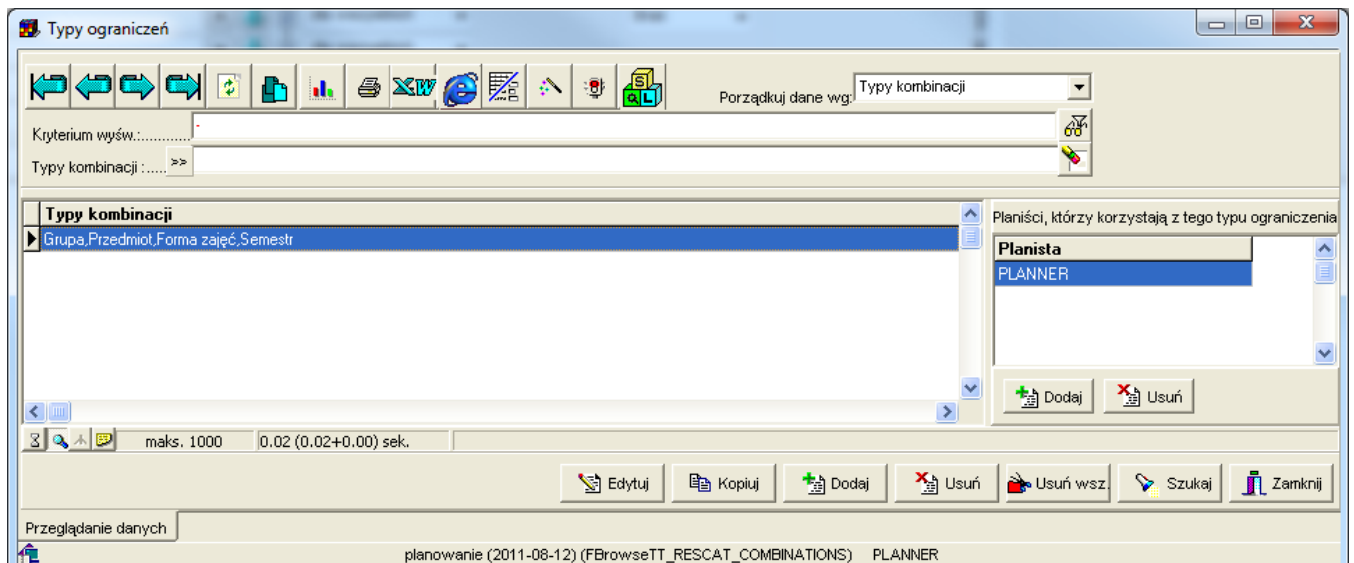 Typy ograniczeń
Porządkuj dane wg: Typy kombinacji
Kryterium wyśw.:............ -
Typy kombinacji :..... >>
Typy kombinacji
Grupa,Przedmiot,Forma zajęć,Semestr
Planiści, którzy korzystają z tego typu ograniczenia
Planista
PLANNER
Dodaj Usuń
maks. 1000 0.02 (0.02+0.00) sek.
Edytuj Kopiuj Dodaj Usuń Usuń wsz. Szukaj Zamknij
Przeglądanie danych
planowanie (2011-08-12) (FBrowseTT_RESCAT_COMBINATIONS) PLANNER